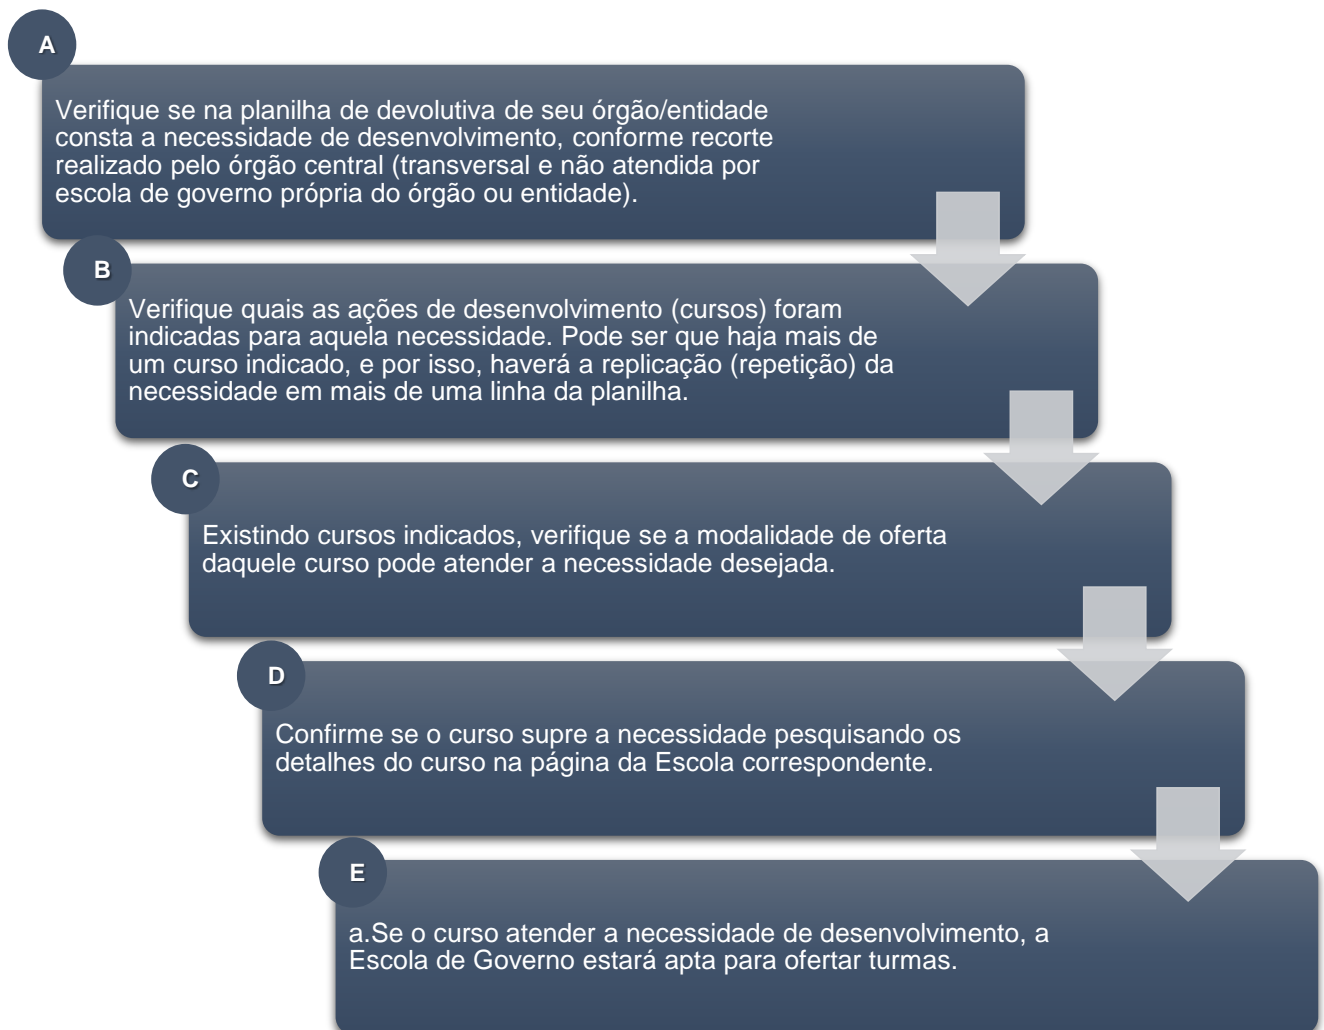 A
Verifique se na planilha de devolutiva de seu órgão/entidade
consta a necessidade de desenvolvimento, conforme recorte
realizado pelo órgão central (transversal e não atendida por
escola de governo própria do órgão ou entidade).
B
Verifique quais as ações de desenvolvimento (cursos) foram
indicadas para aquela necessidade. Pode ser que haja mais de
um curso indicado, e por isso, haverá a replicação (repetição) da
necessidade em mais de uma linha da planilha.
C
Existindo cursos indicados, verifique se a modalidade de oferta
daquele curso pode atender a necessidade desejada.
D
Confirme se o curso supre a necessidade pesquisando os
detalhes do curso na página da Escola correspondente.
E
a.Se o curso atender a necessidade de desenvolvimento, a
Escola de Governo estará apta para ofertar turmas.